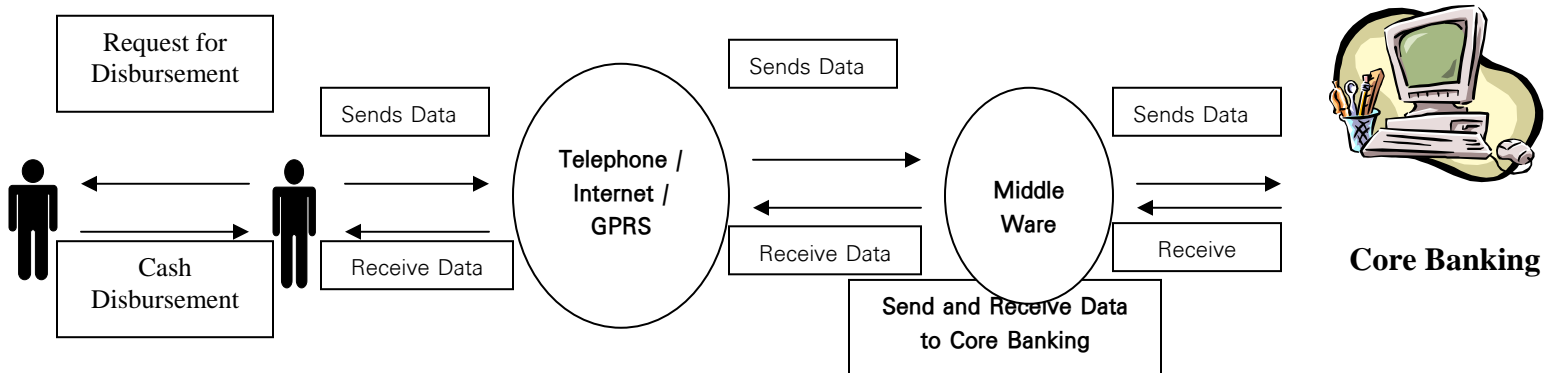 Request for
Disbursement
Sends Data
Sends Data
Sends Data
Telephone /
Internet /
GPRS
Middle
Ware
Cash
Disbursement
Receive Data
Receive Data
Receive
Core Banking
Send and Receive Data
to Core Banking